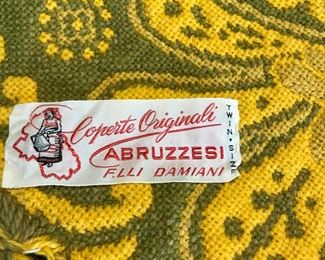 Coperte Originali
ABRUZZESI
F.LLI DAMIANI
TWIN • SIZE